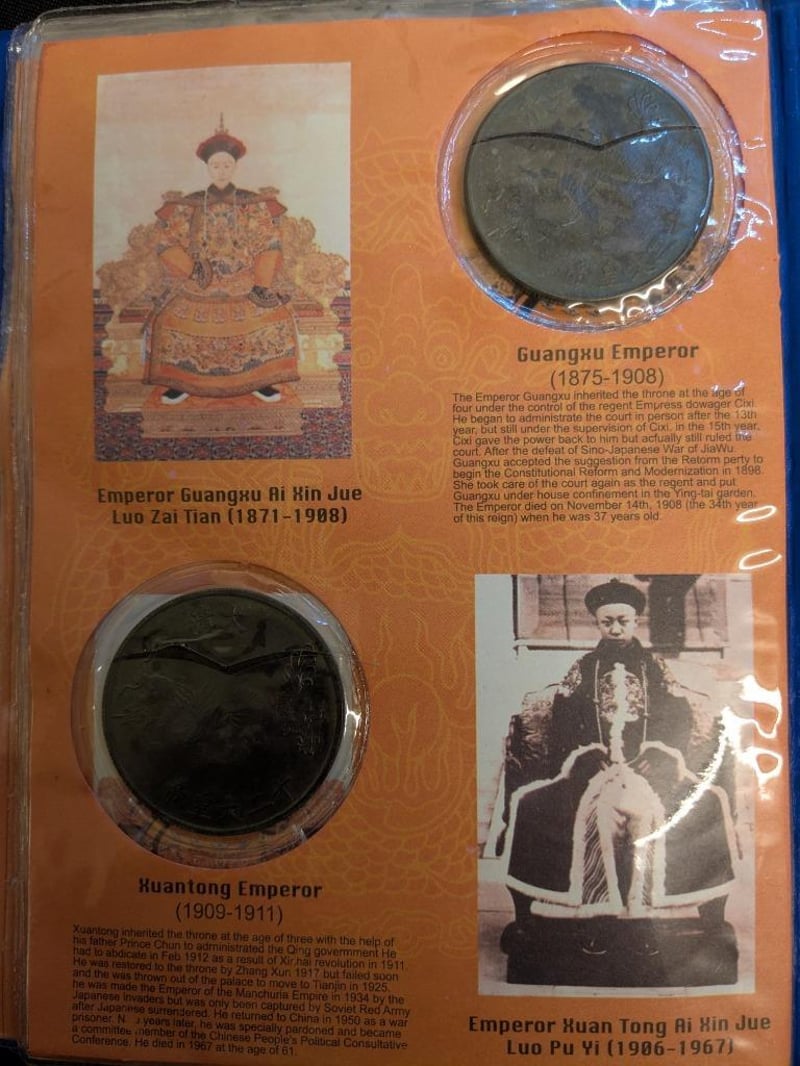 Guangxu Emperor
(1875-1908)
The Emperor Guangxu inherited the throne at the age of
four under the control of the regent Empress dowager Cixi.
He began to administrate the court in person after the 13th
year, but still under the supervision of Cixi. in the 15th year,
Cixi gave the power back to him but acfually still ruled the
court. After the defeat of Sino-Japanese War of JiaWu.
Guangxu accepted the suggestion from the Retorm perty to
begin the Constitutional Reform and Modernization in 1898.
She took care of the court again as the regent and put
Guangxu under house confinement in the Ying-tai garden.
The Emperor died on November 14th, 1908 (the 34th year
of this reign) when he was 37 years old.
Emperor Guangxu Ai Xin Jue
Luo Zai Tian (1871-1908)
Xuantong Emperor
(1909-1911)
Xuantong inherited the throne at the age of three with the help of
his father Prince Chun to administrated the Qing govermment He
had to abdicate in Feb 1912 as a result of Xin hai revolution in 1911
He was restored to the throne by Zhang Xun 1917 but failed soon
and the was thrown out of the palace to move to Tianjin in 1925.
he was made the Emperor of the Manchuria Empire in 1934 by the
Japanese invaders but was only been captured by Soviet Red Army
after Japanese surrendered. He returned to China in 1950 as a war
prisoner. years later, he was specially pardoned and became
a committee member of the Chinese People's Political Consultative
Conference. He died in 1967 at the age of 61.
Emperor Xuan Tong Ai Xin Jue
Luo Pu Yi (1906-1967)